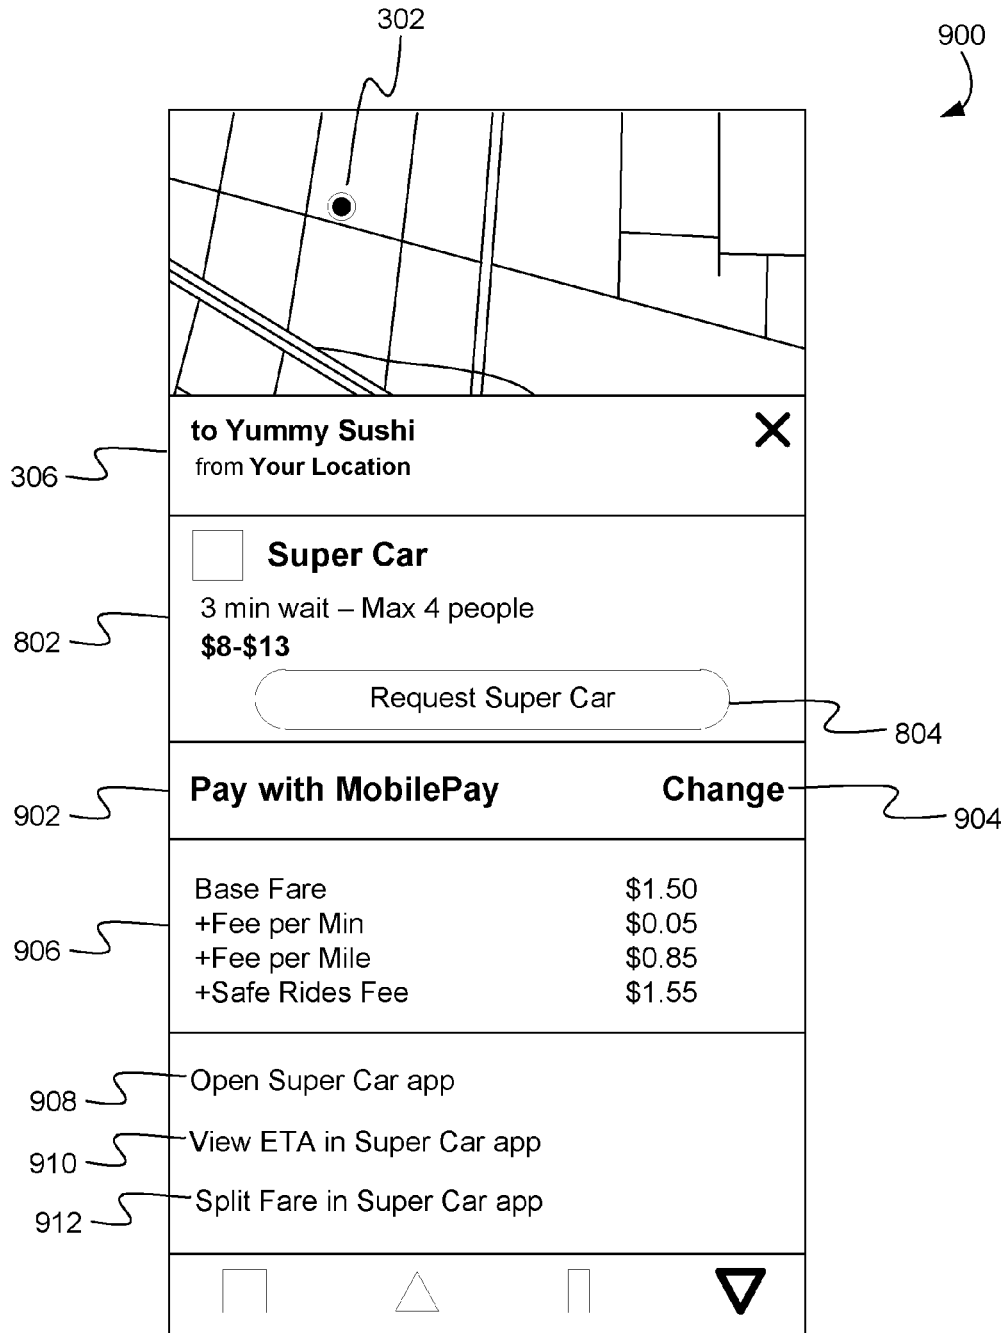 302
900
to Yummy Sushi
from Your Location
306
Super Car
3 min wait – Max 4 people
802
$8-$13
Request Super Car
804
Pay with MobilePay Change
902
904
Base Fare $1.50
+Fee per Min $0.05
906
+Fee per Mile $0.85
+Safe Rides Fee $1.55
Open Super Car app
908
View ETA in Super Car app
910
Split Fare in Super Car app
912